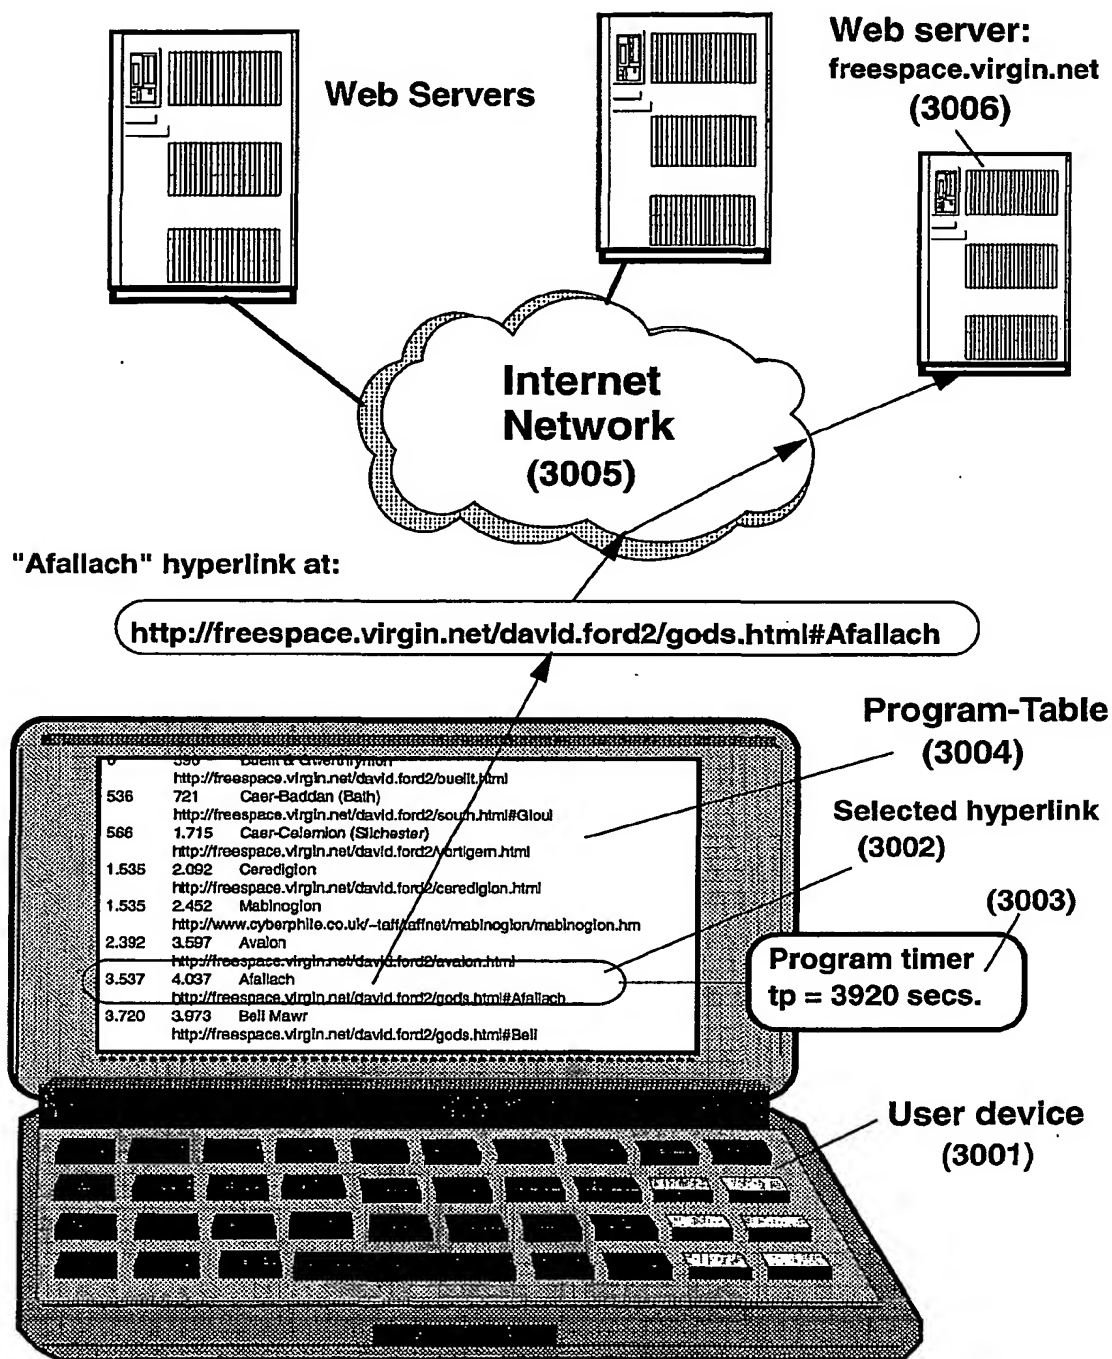 Web Servers
Web server:
freespace.virgin.net
(3006)
Internet
Network
(3005)
"Afallach" hyperlink at:
http://freespace.virgin.net/david.ford2/gods.html#Afallach
Program-Table
(3004)
Selected hyperlink
(3002)
(3003)
Program timer
tp = 3920 secs.
User device
(3001)
http://freespace.virgin.net/david.ford2/buellt.html
536 721 Caer-Baddan (Bath)
http://freespace.virgin.net/david.ford2/south.html#Gloui
566 1.715 Caer-Celemion (Silchester)
http://freespace.virgin.net/david.ford2/vortigern.html
1.535 2.092 Ceredigion
http://freespace.virgin.net/david.ford2/ceredigion.html
1.535 2.452 Mabinogion
http://www.cyberphile.co.uk/~taff/taffnet/mabinogion/mabinogion.hm
2.392 3.597 Avalon
http://freespace.virgin.net/david.ford2/avalon.html
3.537 4.037 Afallach
http://freespace.virgin.net/david.ford2/gods.html#Afallach
3.720 3.973 Beli Mawr
http://freespace.virgin.net/david.ford2/gods.html#Beli